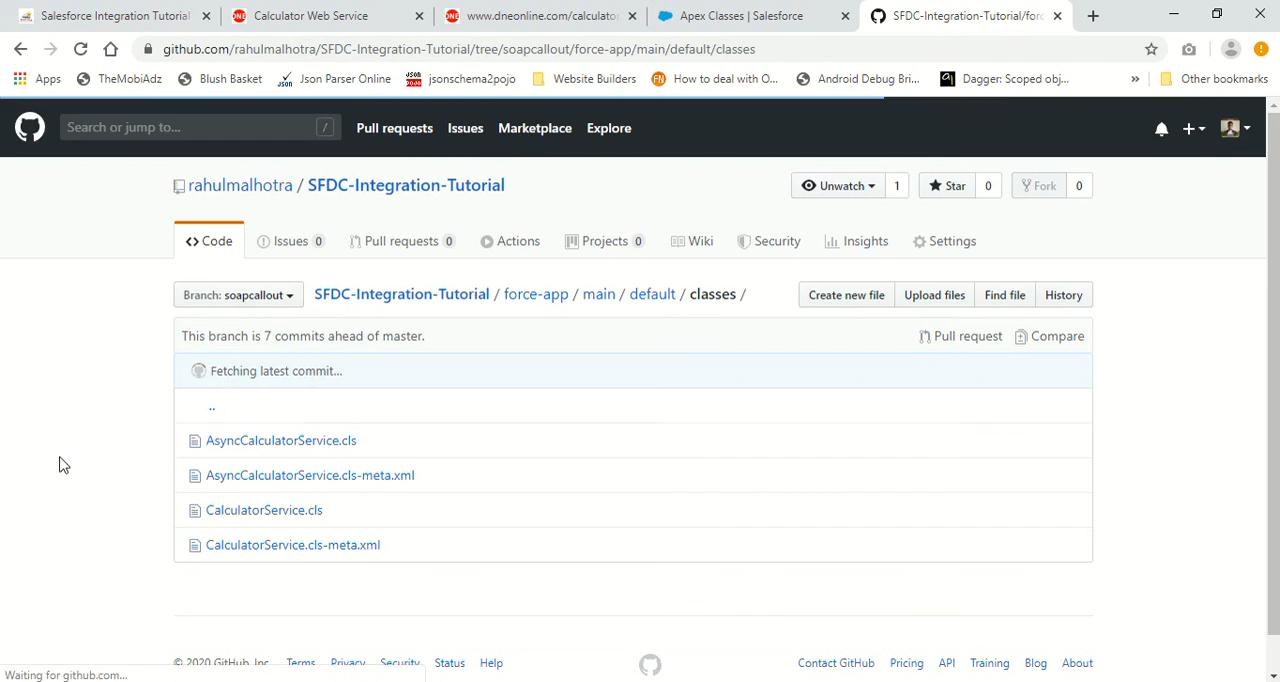 Salesforce Integration Tutorial
Calculator Web Service
www.dneonline.com/calculator
Apex Classes | Salesforce
SFDC-Integration-Tutorial/for
github.com/rahulmalhotra/SFDC-Integration-Tutorial/tree/soapcallout/force-app/main/default/classes
Apps TheMobiAdz Blush Basket Json Parser Online jsonschema2pojo Website Builders How to deal with O... Android Debug Bri... Dagger: Scoped obj... » Other bookmarks
Search or jump to... / Pull requests Issues Marketplace Explore
rahulmalhotra / SFDC-Integration-Tutorial Unwatch 1 Star 0 Fork 0
Code Issues 0 Pull requests 0 Actions Projects 0 Wiki Security Insights Settings
Branch: soapcallout SFDC-Integration-Tutorial / force-app / main / default / classes / Create new file Upload files Find file History
This branch is 7 commits ahead of master. Pull request Compare
Fetching latest commit...
..
AsyncCalculatorService.cls
AsyncCalculatorService.cls-meta.xml
CalculatorService.cls
CalculatorService.cls-meta.xml
© 2020 GitHub, Inc. Terms Privacy Security Status Help Contact GitHub Pricing API Training Blog About
Waiting for github.com...